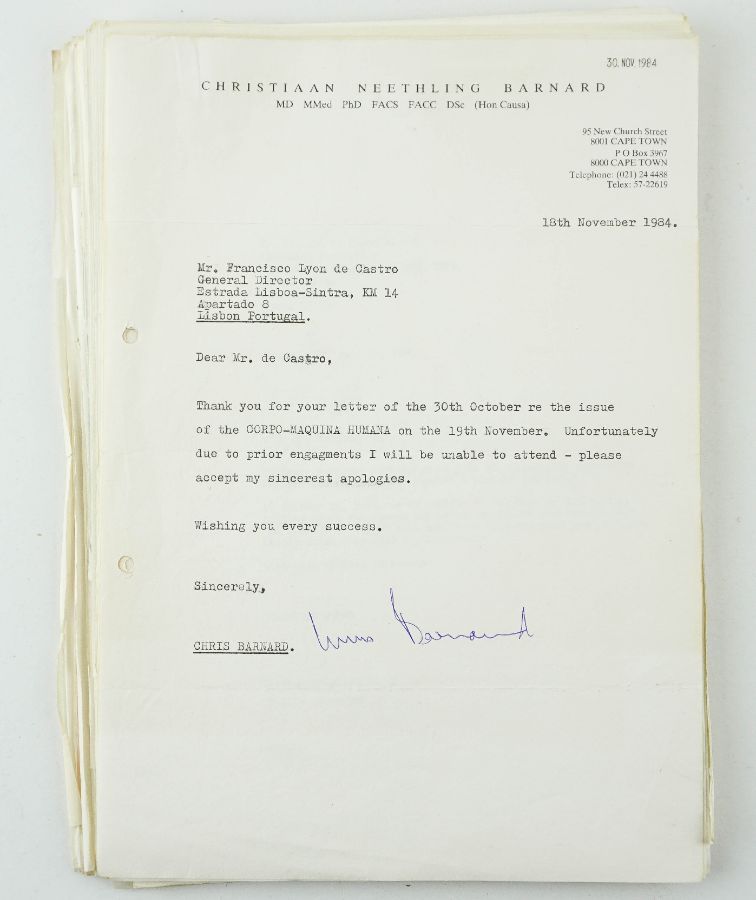 30. NOV 1984
CHRISTIAAN NEETHLING BARNARD
MD MMed PhD FACS FACC DSc (Hon Causa)
95 New Church Street
8001 CAPE TOWN
P O Box 3967
8000 CAPE TOWN
Telephone: (021) 24 4488
Telex: 57-22619
18th November 1984.
Mr. Francisco Lyon de Castro
General Director
Estrada Lisboa-Sintra, KM 14
Apartado 8
Lisbon Portugal.
Dear Mr. de Castro,
Thank you for your letter of the 30th October re the issue
of the CORPO-MAQUINA HUMANA on the 19th November. Unfortunately
due to prior engagments I will be unable to attend - please
accept my sincerest apologies.
Wishing you every success.
Sincerely,
Chris Barnard
CHRIS BARNARD.